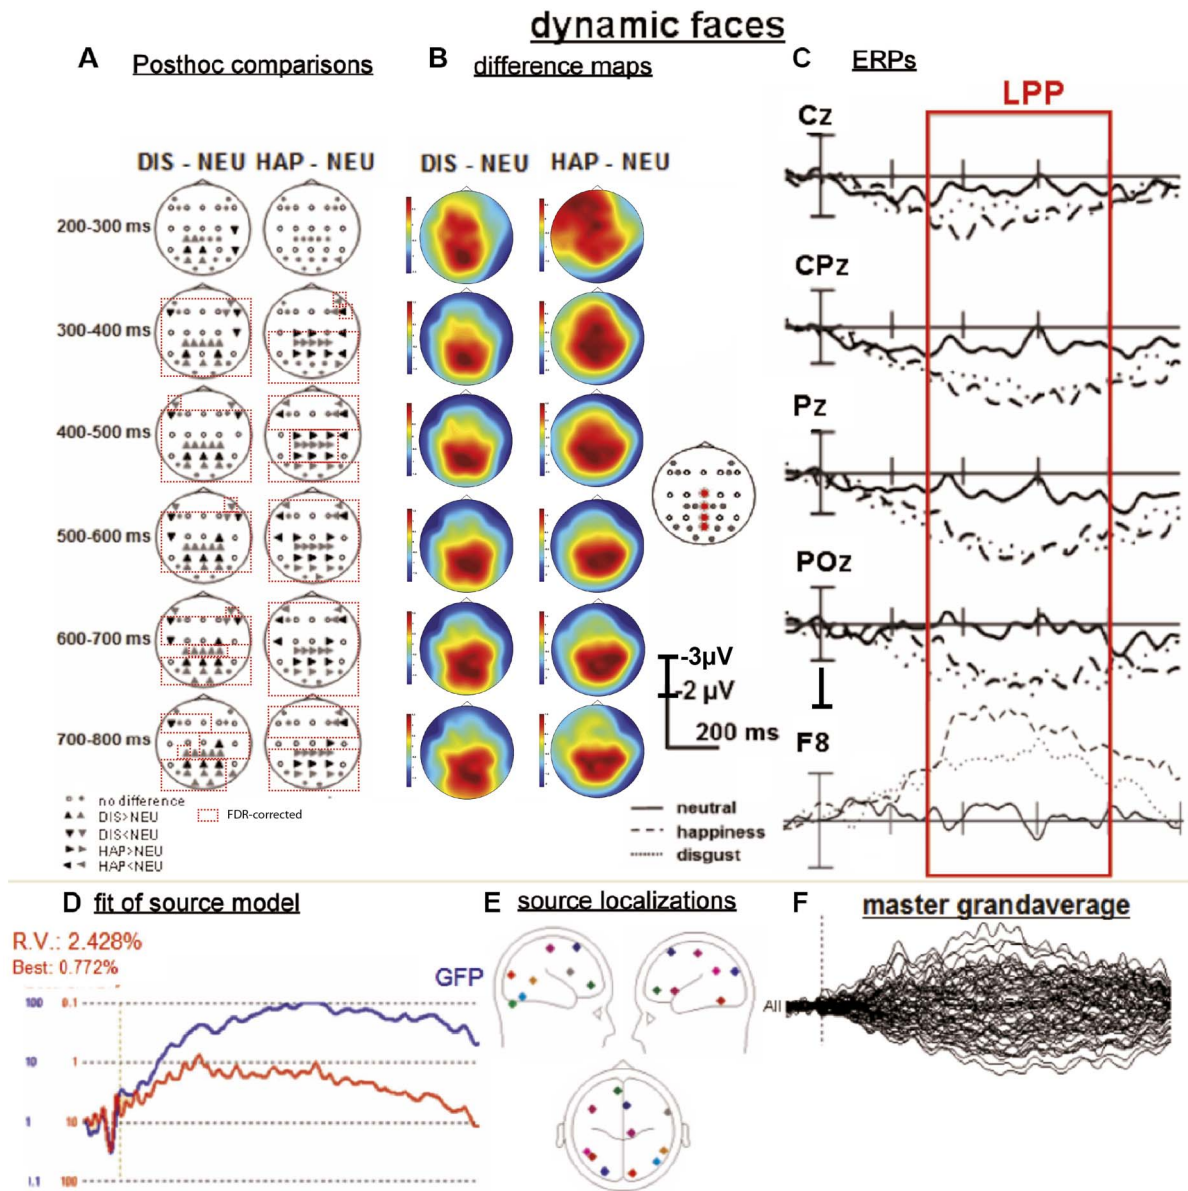 dynamic faces
A Posthoc comparisons
B difference maps
C ERPs
DIS - NEU HAP - NEU
DIS - NEU HAP - NEU
200-300 ms
300-400 ms
400-500 ms
500-600 ms
600-700 ms
700-800 ms
no difference
DIS>NEU
DIS<NEU
HAP>NEU
HAP<NEU
FDR-corrected
-3µV
-2 µV
200 ms
neutral
happiness
disgust
LPP
Cz
CPz
Pz
POz
F8
D fit of source model
R.V.: 2.428%
Best: 0.772%
GFP
100 0.1
10 1
1 10
1.1 100
E source localizations
F master grandaverage
All